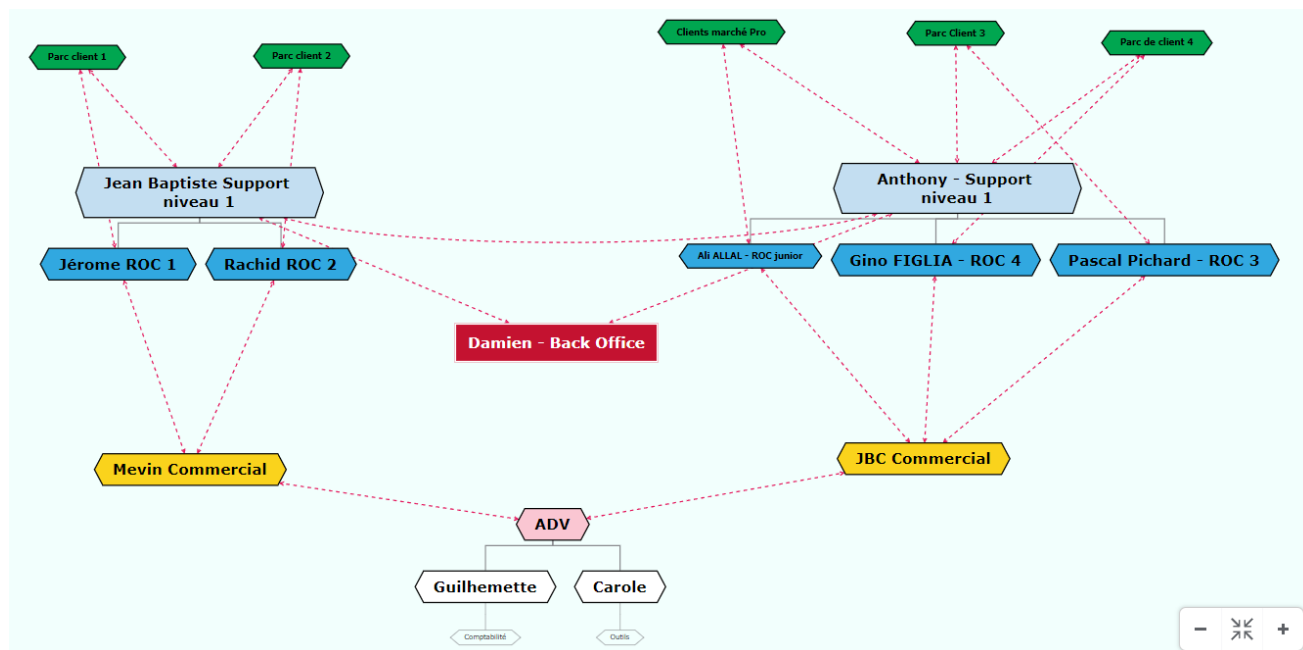 Clients marché Pro
Parc Client 3
Parc de client 4
Parc client 1
Parc client 2
Jean Baptiste Support
niveau 1
Anthony - Support
niveau 1
Jérome ROC 1
Rachid ROC 2
Ali ALLAL - ROC junior
Gino FIGLIA - ROC 4
Pascal Pichard - ROC 3
Damien - Back Office
Mevin Commercial
JBC Commercial
ADV
Guilhemette
Carole
Comptabilité
Outils